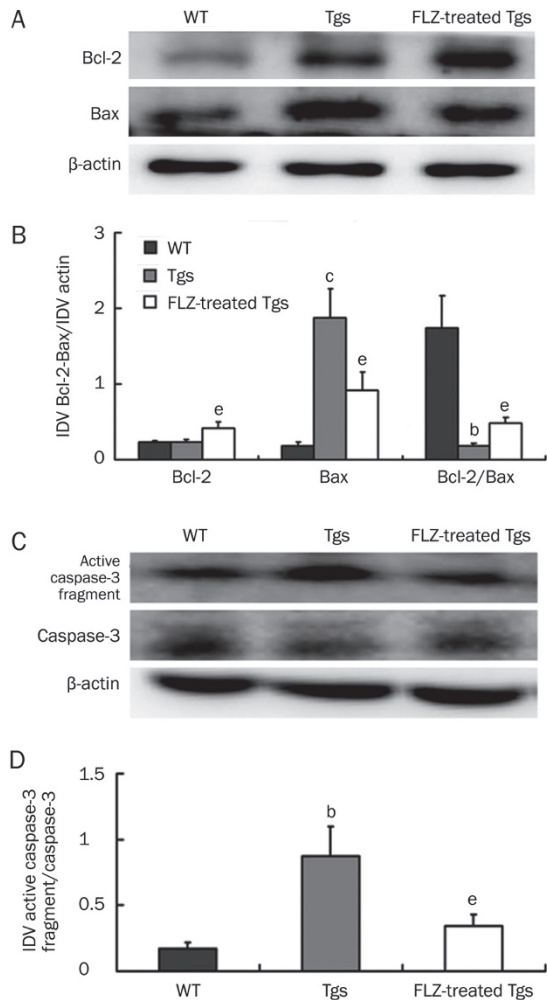 A
WT Tgs FLZ-treated Tgs
Bcl-2
Bax
β-actin
B
IDV Bcl-2-Bax/IDV actin
3
2
1
0
WT
Tgs
FLZ-treated Tgs
e
c
e
b
e
Bcl-2 Bax Bcl-2/Bax
C
WT Tgs FLZ-treated Tgs
Active
caspase-3
fragment
Caspase-3
β-actin
D
IDV active caspase-3
fragment/caspase-3
1.5
1
0.5
0
b
e
WT Tgs FLZ-treated Tgs